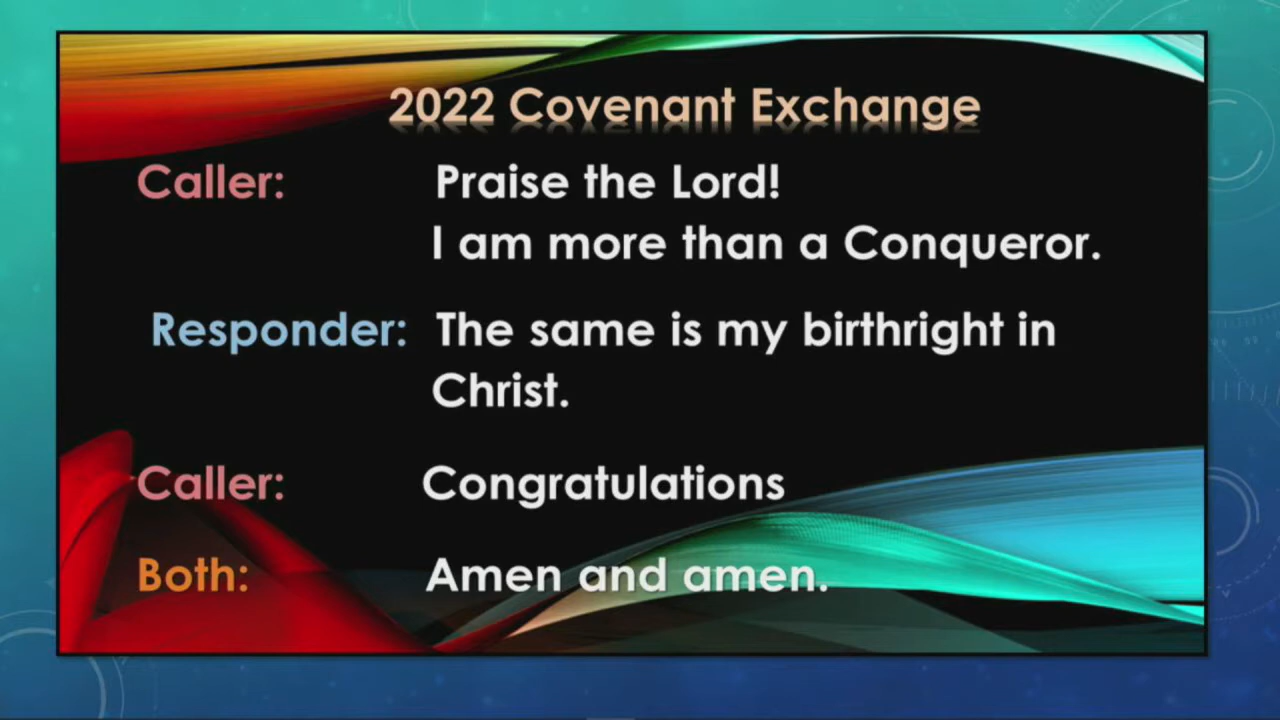 2022 Covenant Exchange
Caller: Praise the Lord!
I am more than a Conqueror.
Responder: The same is my birthright in
Christ.
Caller: Congratulations
Both: Amen and amen.